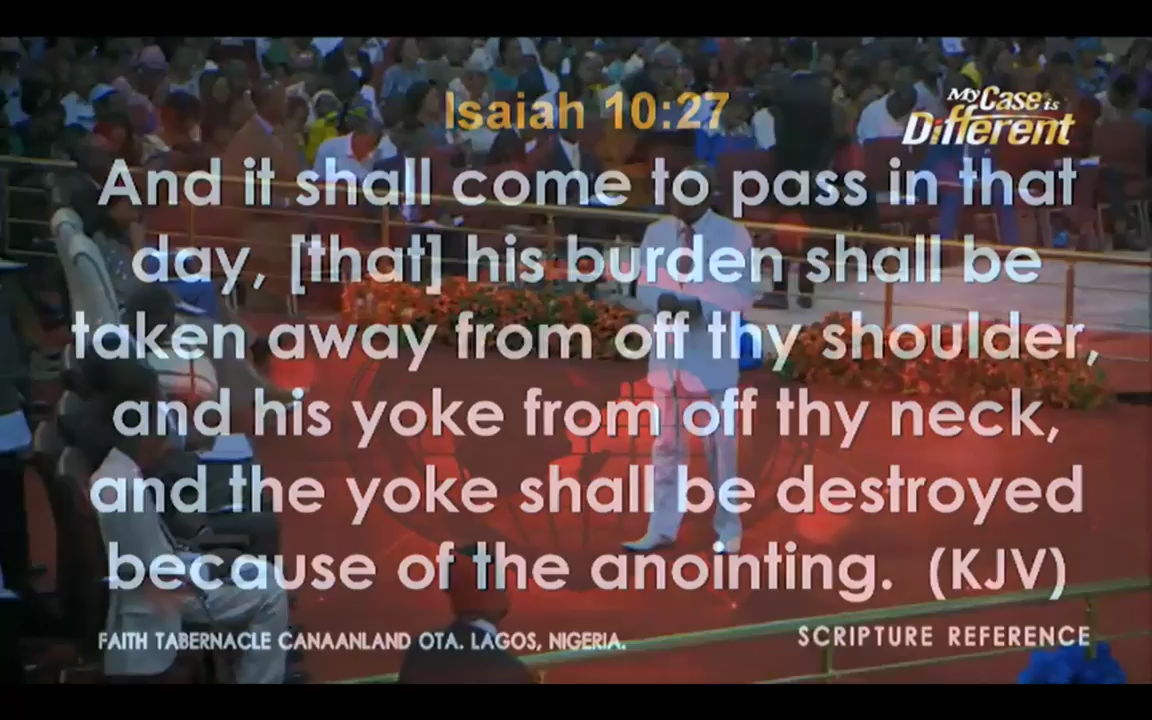 Isaiah 10:27
My Case is
Different
And it shall come to pass in that
day, [that] his burden shall be
taken away from off thy shoulder,
and his yoke from off thy neck,
and the yoke shall be destroyed
because of the anointing. (KJV)
FAITH TABERNACLE CANAANLAND OTA. LAGOS, NIGERIA.
SCRIPTURE REFERENCE